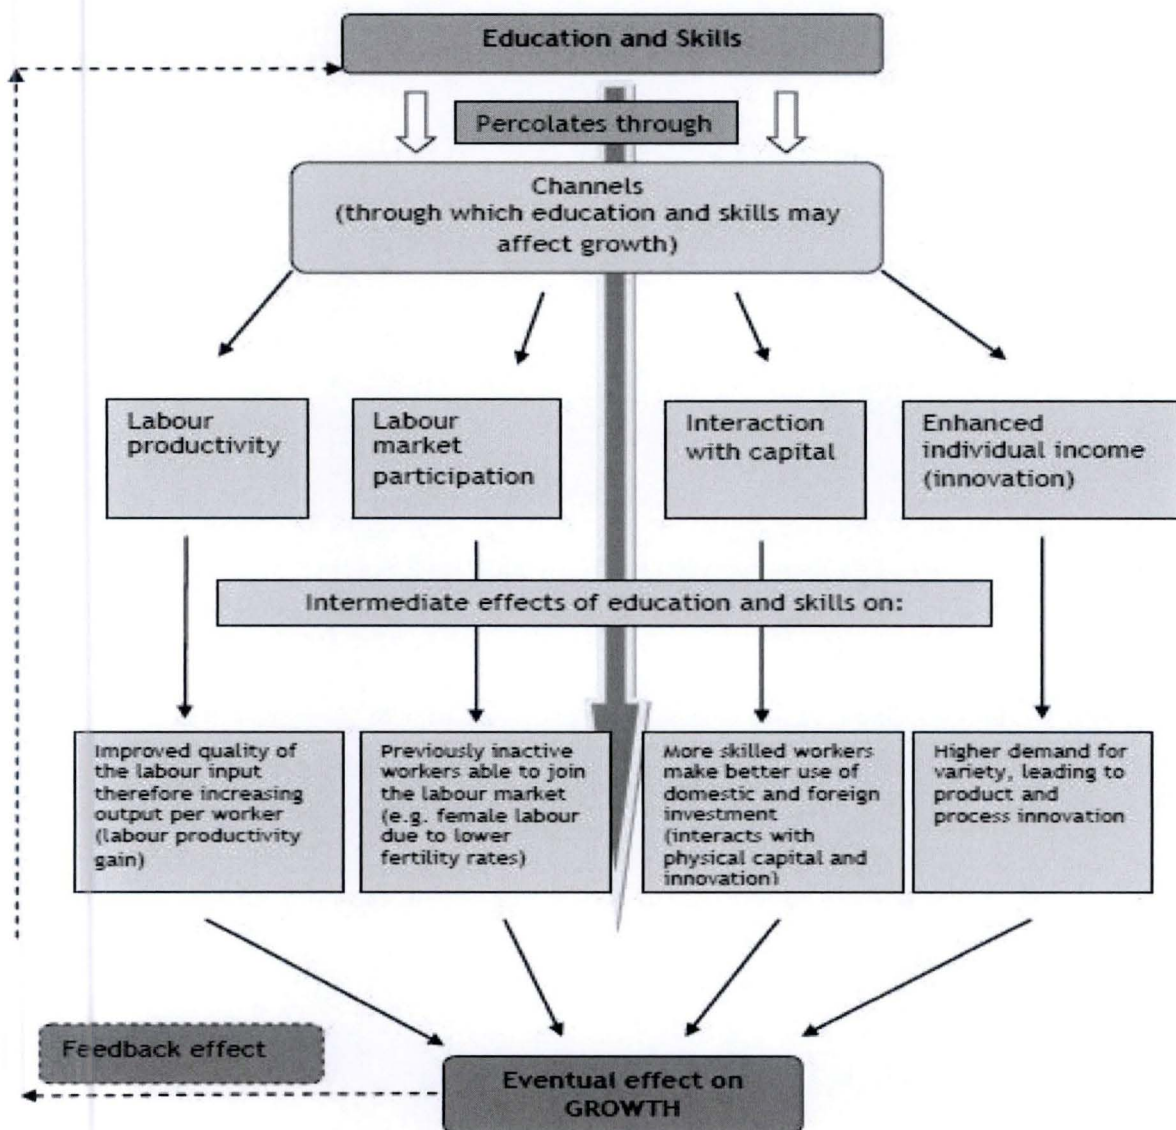 Education and Skills
Percolates through
Channels
(through which education and skills may
affect growth)
Labour
productivity
Labour
market
participation
Interaction
with capital
Enhanced
individual income
(innovation)
Intermediate effects of education and skills on:
Improved quality of
the labour input
therefore increasing
output per worker
(labour productivity
gain)
Previously inactive
workers able to join
the labour market
(e.g. female labour
due to lower
fertility rates)
More skilled workers
make better use of
domestic and foreign
investment
(interacts with
physical capital and
innovation)
Higher demand for
variety, leading to
product and
process innovation
Feedback effect
Eventual effect on
GROWTH